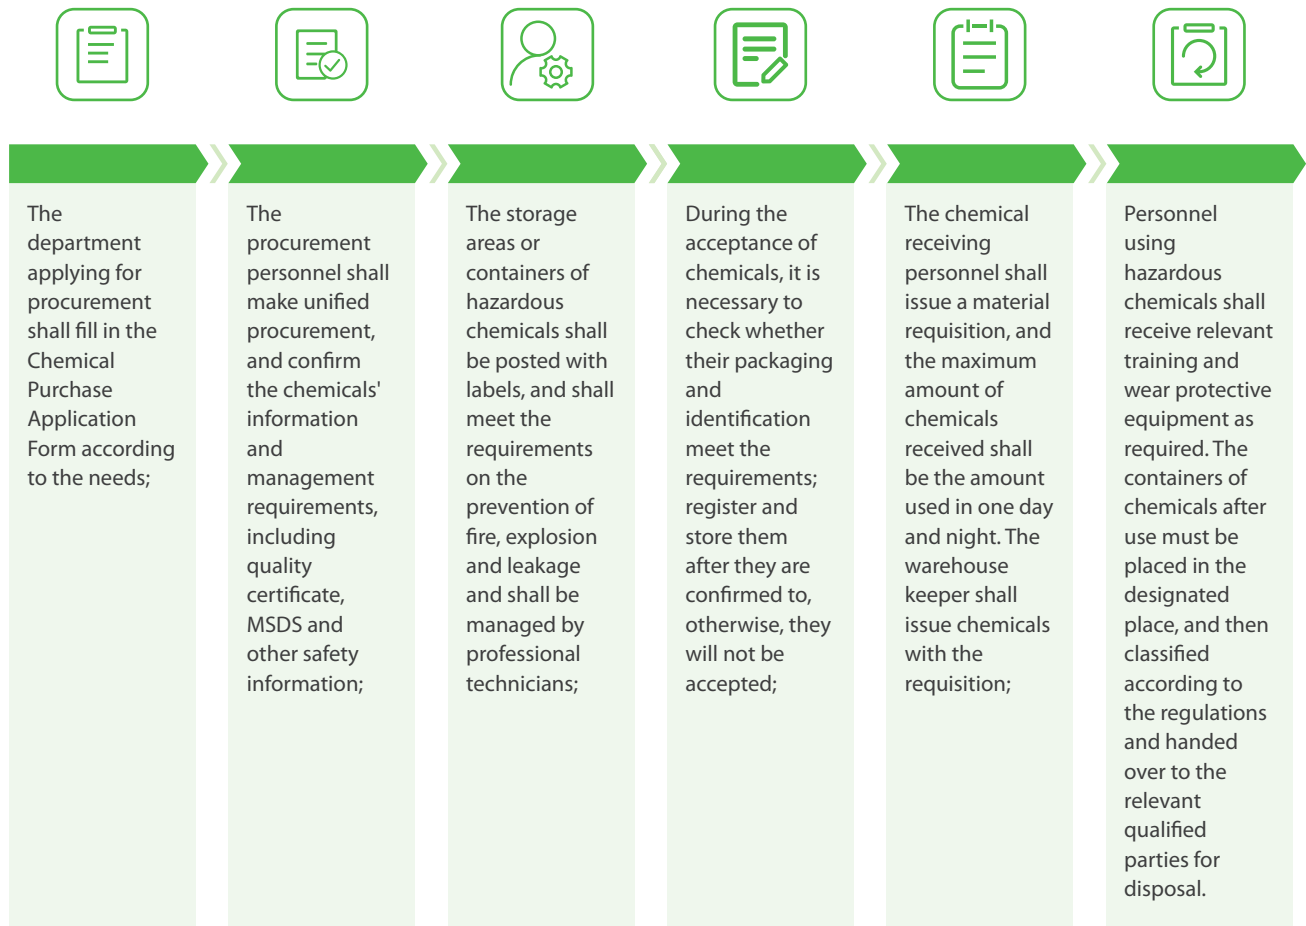 The
department
applying for
procurement
shall fill in the
Chemical
Purchase
Application
Form according
to the needs;
The
procurement
personnel shall
make unified
procurement,
and confirm
the chemicals'
information
and
management
requirements,
including
quality
certificate,
MSDS and
other safety
information;
The storage
areas or
containers of
hazardous
chemicals shall
be posted with
labels, and shall
meet the
requirements
on the
prevention of
fire, explosion
and leakage
and shall be
managed by
professional
technicians;
During the
acceptance of
chemicals, it is
necessary to
check whether
their packaging
and
identification
meet the
requirements;
register and
store them
after they are
confirmed to,
otherwise, they
will not be
accepted;
The chemical
receiving
personnel shall
issue a material
requisition, and
the maximum
amount of
chemicals
received shall
be the amount
used in one day
and night. The
warehouse
keeper shall
issue chemicals
with the
requisition;
Personnel
using
hazardous
chemicals shall
receive relevant
training and
wear protective
equipment as
required. The
containers of
chemicals after
use must be
placed in the
designated
place, and then
classified
according to
the regulations
and handed
over to the
relevant
qualified
parties for
disposal.